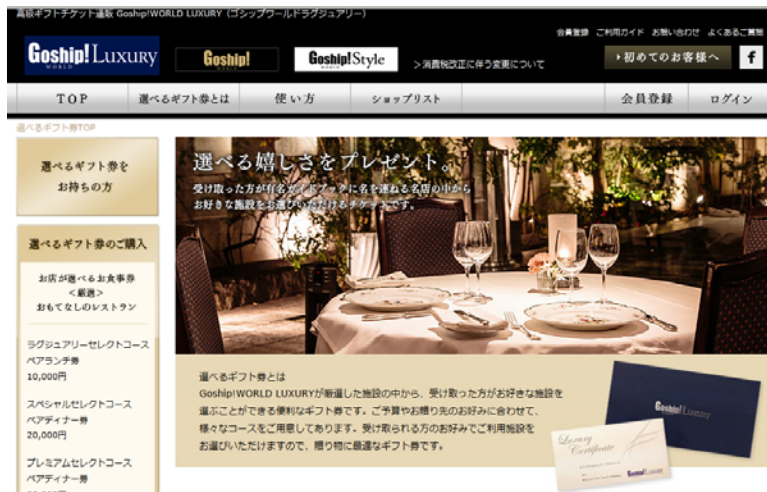 高級ギフトチケット通販 Goship!WORLD LUXURY（ゴシップワールドラグジュアリー）
会員登録 ご利用ガイド お問い合わせ よくあるご質問
Goship! LUXURY
WORLD
Goship!
WORLD
Goship! Style
WORLD
>消費税改正に伴う変更について
初めてのお客様へ
f
TOP 選べるギフト券とは 使い方 ショップリスト 会員登録 ログイン
選べるギフト券TOP
選べるギフト券を
お持ちの方
選べる嬉しさをプレゼント。
受け取った方が有名ガイドブックに名を連ねる名店の中から
お好きな施設をお選びいただけるチケットです。
選べるギフト券のご購入
お店が選べるお食事券
＜厳選＞
おもてなしのレストラン
ラグジュアリーセレクトコース
ペアランチ券
10,000円
スペシャルセレクトコース
ペアディナー券
20,000円
プレミアムセレクトコース
ペアディナー券
選べるギフト券とは
Goship!WORLD LUXURYが厳選した施設の中から、受け取った方がお好きな施設を
選ぶことができる便利なギフト券です。ご予算やお贈り先のお好みに合わせて、
様々なコースをご用意してあります。受け取られる方のお好みでご利用施設を
お選びいただけますので、贈り物に最適なギフト券です。
Goship! Luxury
Luxury
Certificate
Goship! Luxury